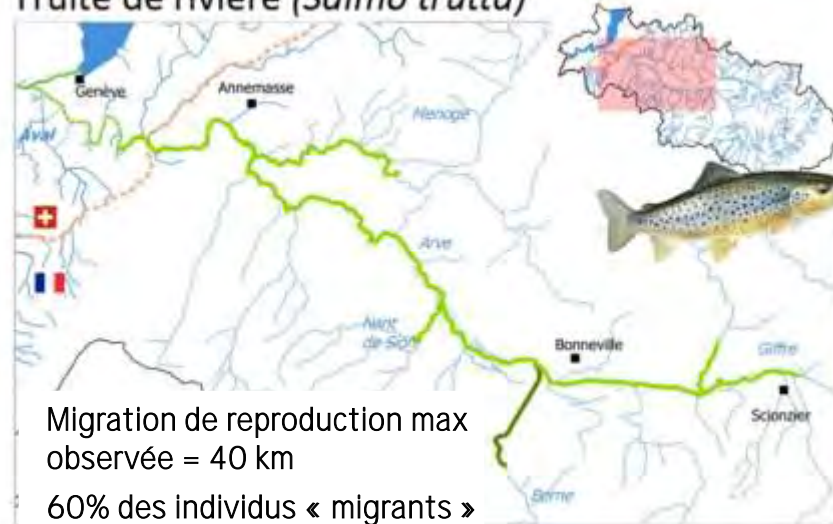 Truite de rivière (Salmo trutta)
Genève
Annemasse
Menoge
Aval
Arve
Nant
de Sion
Bonneville
Giffre
Scionzier
Borne
Migration de reproduction max
observée = 40 km
60% des individus « migrants »